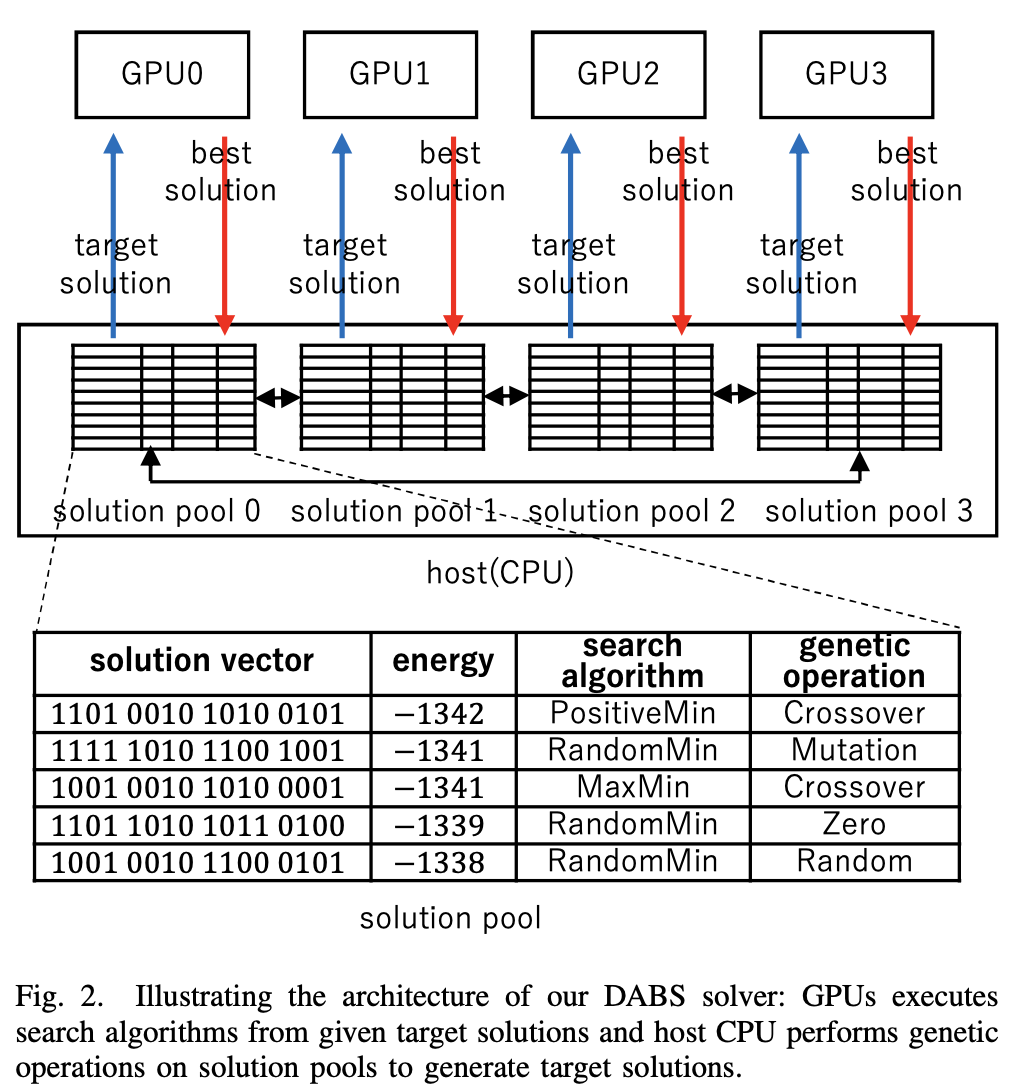 GPU0 GPU1 GPU2 GPU3
best best best best
solution solution solution solution
target target target target
solution solution solution solution
solution pool 0 solution pool 1 solution pool 2 solution pool 3
host(CPU)
solution vector energy search algorithm genetic operation
1101 0010 1010 0101 −1342 PositiveMin Crossover
1111 1010 1100 1001 −1341 RandomMin Mutation
1001 0010 1010 0001 −1341 MaxMin Crossover
1101 1010 1011 0100 −1339 RandomMin Zero
1001 0010 1100 0101 −1338 RandomMin Random
solution pool
Fig. 2. Illustrating the architecture of our DABS solver: GPUs executes
search algorithms from given target solutions and host CPU performs genetic
operations on solution pools to generate target solutions.